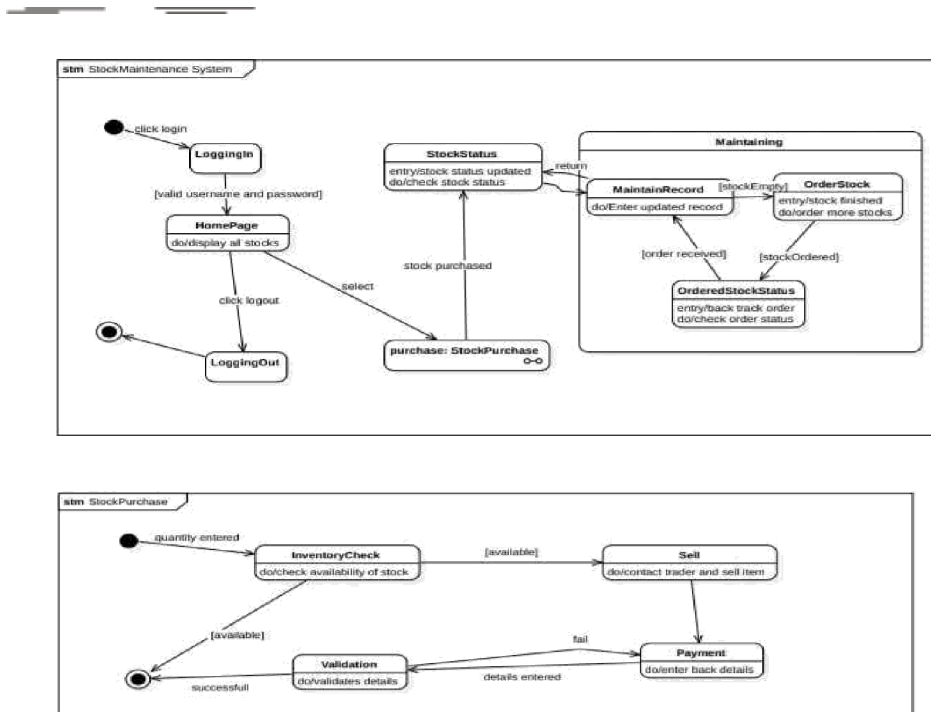 stm StockMaintenance System
click login
LoggingIn
[valid username and password]
HomePage
do/display all stocks
click logout
select
LoggingOut
StockStatus
entry/stock status updated
do/check stock status
stock purchased
purchase: StockPurchase
return
Maintaining
MaintainRecord
do/Enter updated record
[stockEmpty]
OrderStock
entry/stock finished
do/order more stocks
[order received]
[stockOrdered]
OrderedStockStatus
entry/back track order
do/check order status
stm StockPurchase
quantity entered
InventoryCheck
do/check availability of stock
[available]
Sell
do/contact trader and sell item
[available]
fail
Payment
do/enter back details
Validation
do/validates details
details entered
successfull